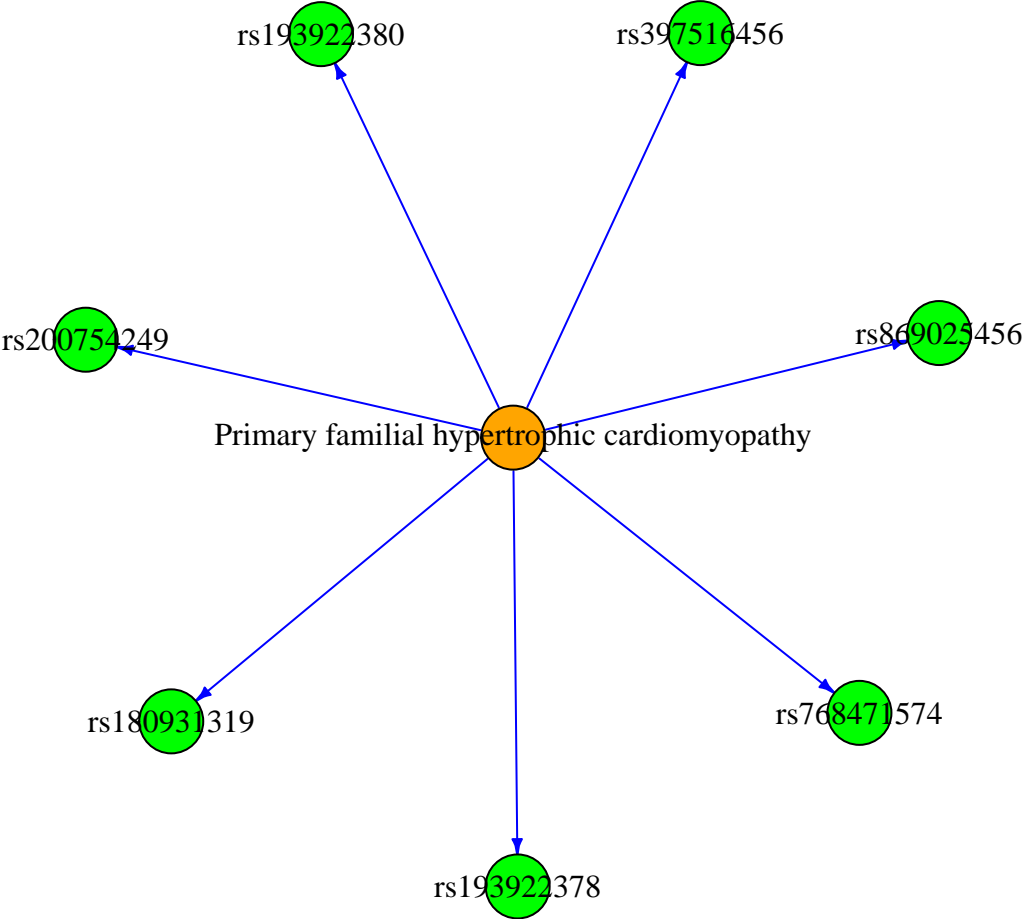 rs193922380
rs397516456
rs200754249
rs869025456
Primary familial hypertrophic cardiomyopathy
rs180931319
rs768471574
rs193922378